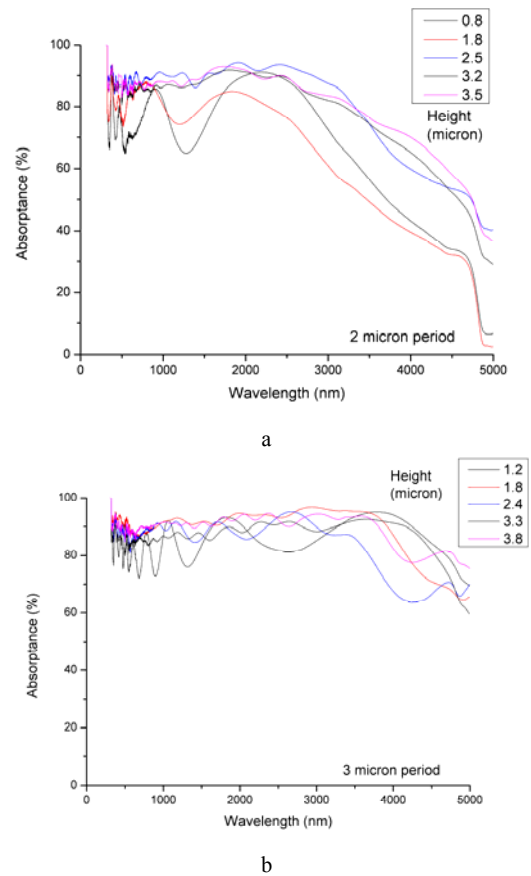 a
0.8
1.8
2.5
3.2
3.5
Height
(micron)
100
80
60
40
20
0
Absorptance (%)
0 1000 2000 3000 4000 5000
2 micron period
Wavelength (nm)
a
1.2
1.8
2.4
3.3
3.8
Height
(micron)
100
80
60
40
20
0
Absorptance (%)
0 1000 2000 3000 4000 5000
3 micron period
Wavelength (nm)
b